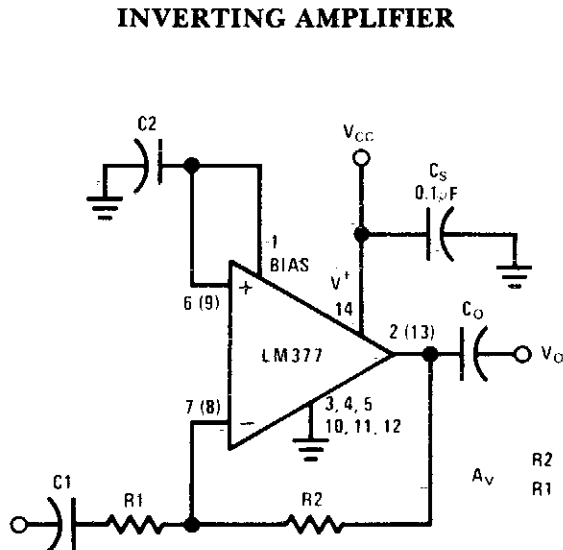 INVERTING AMPLIFIER
C2
VCC
CS
0.1µF
1
BIAS
V+
14
6 (9)
+
CO
2 (13)
LM377
VO
7 (8)
−
3, 4, 5
10, 11, 12
C1
R1
R2
AV
R2
R1